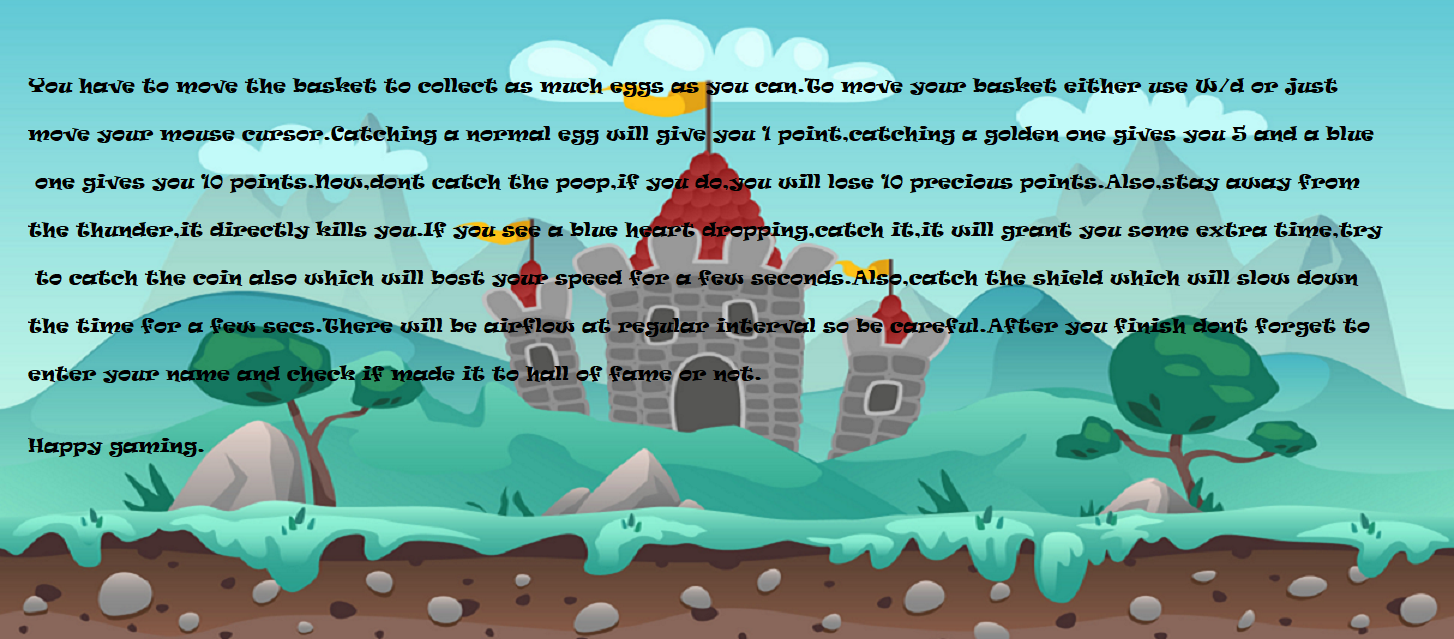 You have to move the basket to collect as much eggs as you can.To move your basket either use W/d or just
move your mouse cursor.Catching a normal egg will give you 1 point,catching a golden one gives you 5 and a blue
one gives you 10 points.Now,dont catch the poop,if you do,you will lose 10 precious points.Also,stay away from
the thunder,it directly kills you.If you see a blue heart dropping,catch it,it will grant you some extra time,try
to catch the coin also which will bost your speed for a few seconds.Also,catch the shield which will slow down
the time for a few secs.There will be airflow at regular interval so be careful.After you finish dont forget to
enter your name and check if made it to hall of fame or not.
Happy gaming.